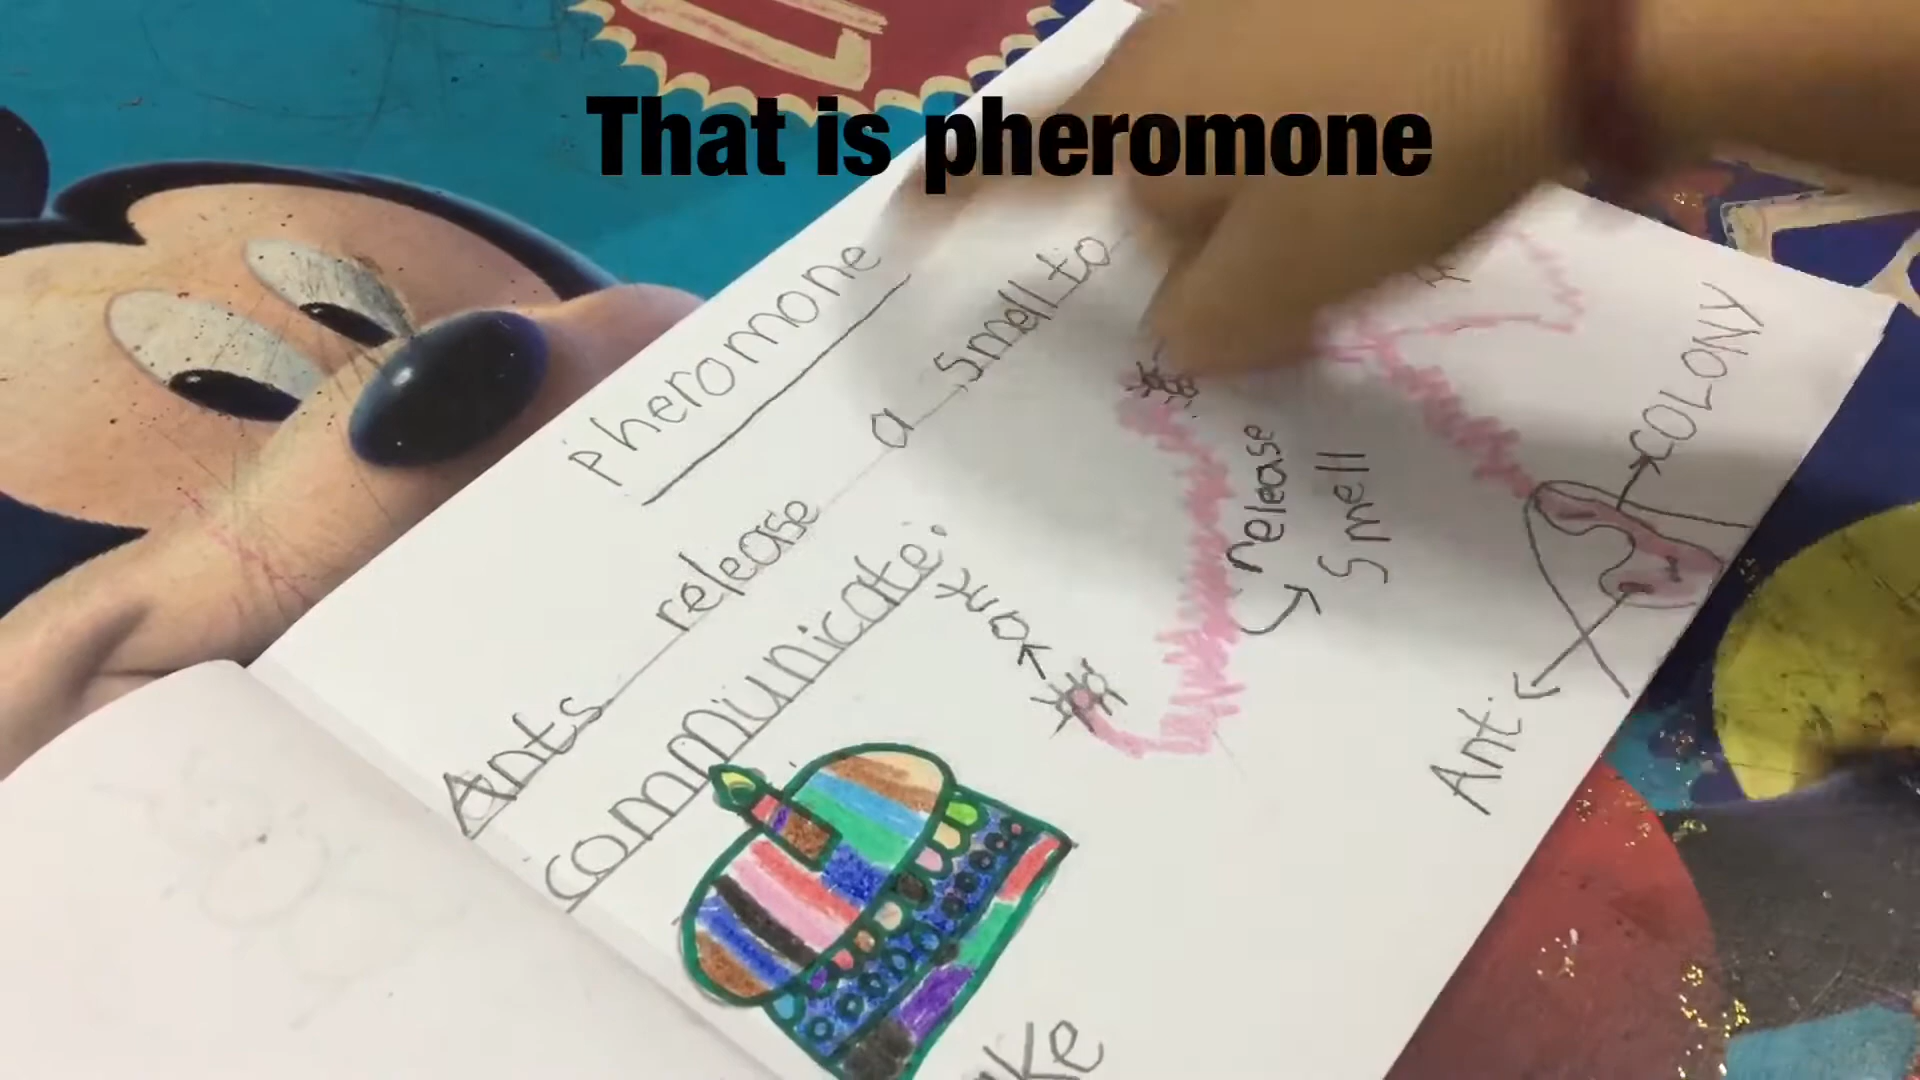 That is pheromone
pheromone
Ants release a smell to
communicate.
ant
release
smell
COLONY
Ant